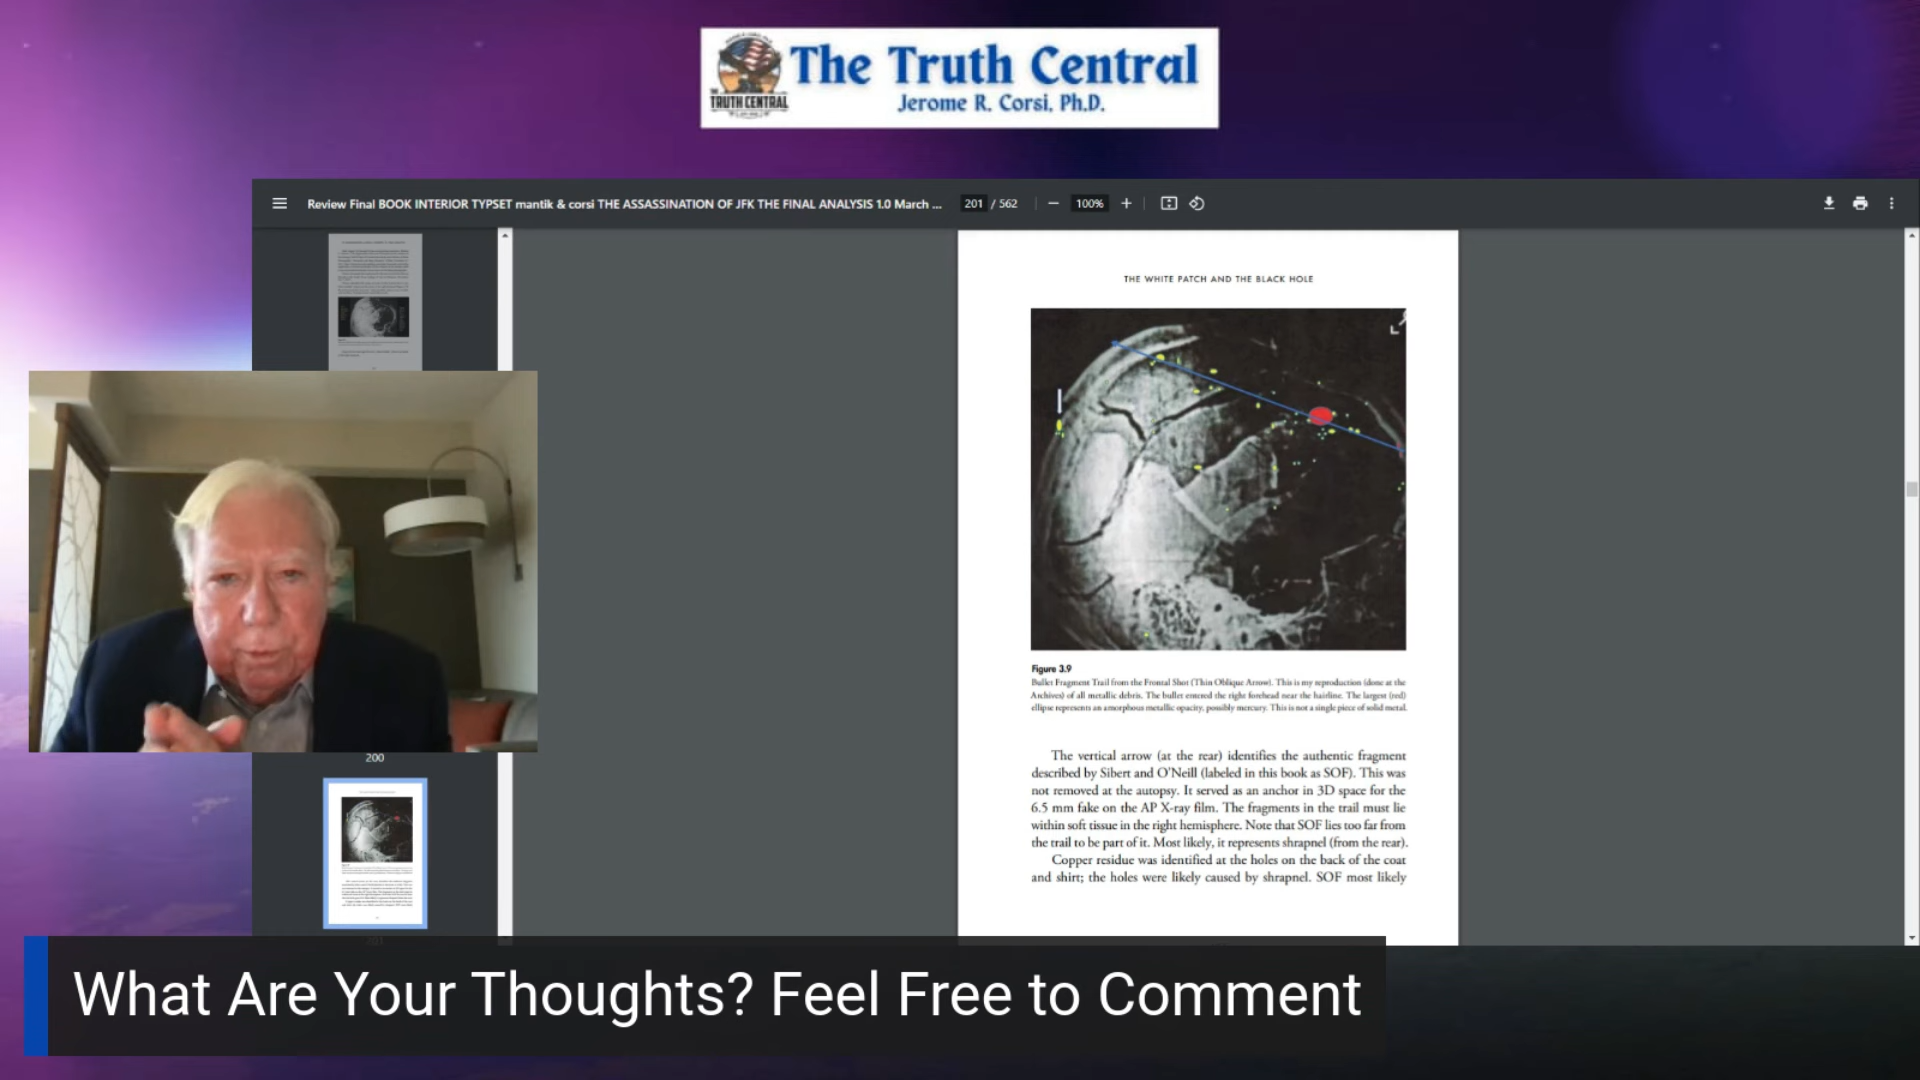 The Truth Central
Jerome R. Corsi, Ph.D.
TRUTH CENTRAL
Review Final BOOK INTERIOR TYPSET mantik & corsi THE ASSASSINATION OF JFK THE FINAL ANALYSIS 1.0 March ...
201 / 562
100%
THE WHITE PATCH AND THE BLACK HOLE
Figure 3.9
Bullet Fragment Trail from the Frontal Shot (Thin Oblique Arrow). This is my reproduction (done at the
Archives) of all metallic debris. The bullet entered the right forehead near the hairline. The largest (red)
ellipse represents an amorphous metallic opacity, possibly mercury. This is not a single piece of solid metal.
The vertical arrow (at the rear) identifies the authentic fragment
described by Sibert and O'Neill (labeled in this book as SOF). This was
not removed at the autopsy. It served as an anchor in 3D space for the
6.5 mm fake on the AP X-ray film. The fragments in the trail must lie
within soft tissue in the right hemisphere. Note that SOF lies too far from
the trail to be part of it. Most likely, it represents shrapnel (from the rear).
Copper residue was identified at the holes on the back of the coat
and shirt; the holes were likely caused by shrapnel. SOF most likely
200
What Are Your Thoughts? Feel Free to Comment